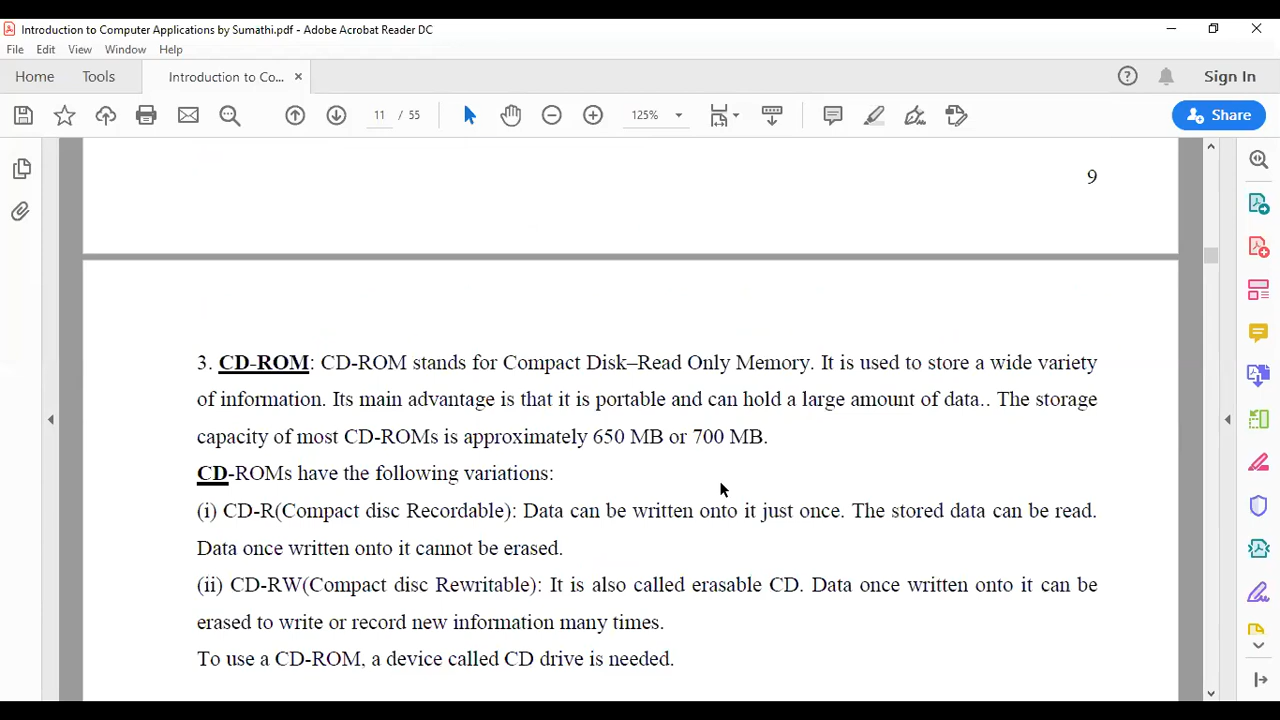 Introduction to Computer Applications by Sumathi.pdf - Adobe Acrobat Reader DC
File Edit View Window Help
Home Tools Introduction to Co... × Sign In
11 / 55 125% Share
9
3. CD-ROM: CD-ROM stands for Compact Disk–Read Only Memory. It is used to store a wide variety
of information. Its main advantage is that it is portable and can hold a large amount of data.. The storage
capacity of most CD-ROMs is approximately 650 MB or 700 MB.
CD-ROMs have the following variations:
(i) CD-R(Compact disc Recordable): Data can be written onto it just once. The stored data can be read.
Data once written onto it cannot be erased.
(ii) CD-RW(Compact disc Rewritable): It is also called erasable CD. Data once written onto it can be
erased to write or record new information many times.
To use a CD-ROM, a device called CD drive is needed.